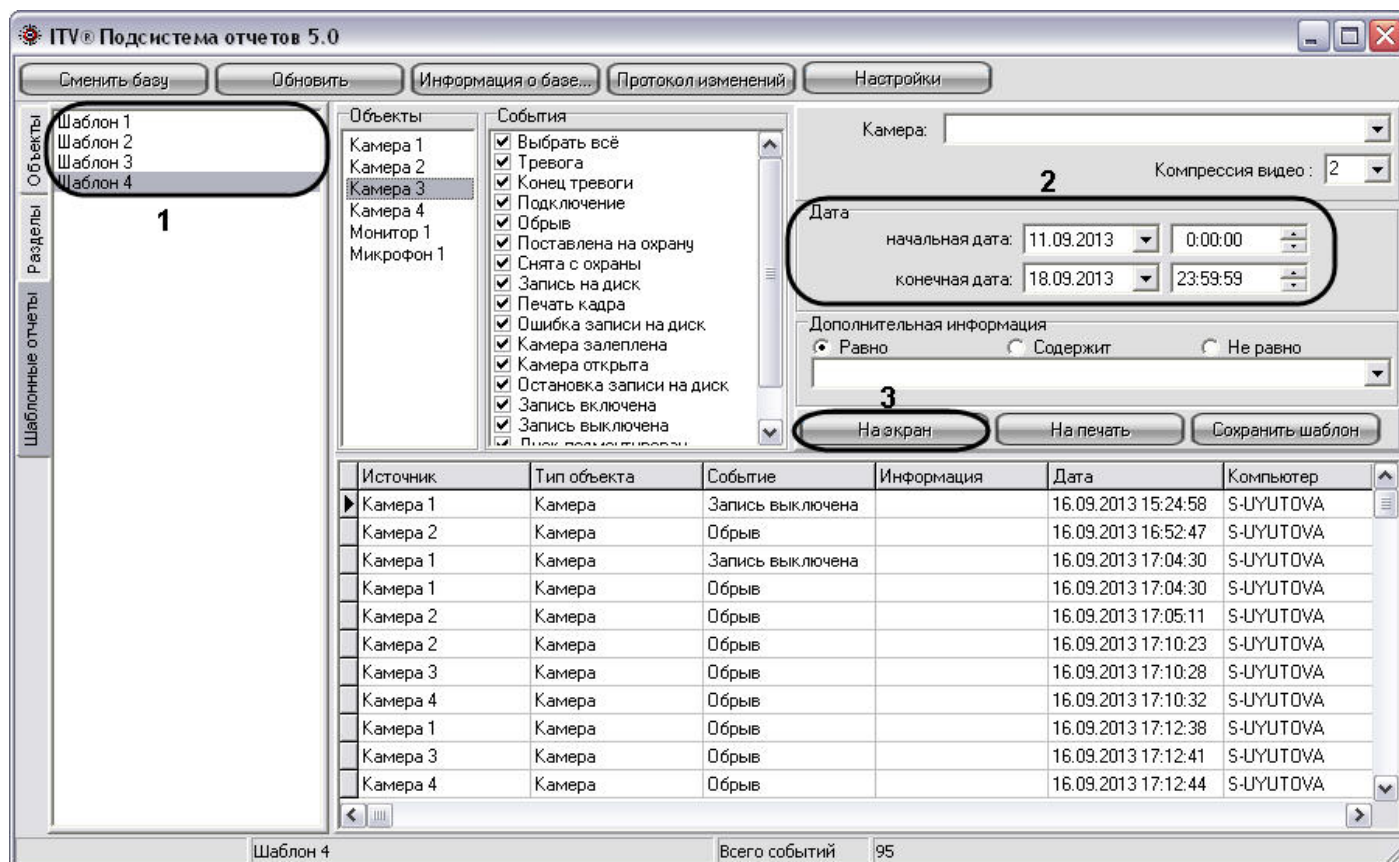 ITV® Подсистема отчетов 5.0
Сменить базу Обновить Информация о базе... Протокол изменений Настройки
Объекты
Разделы
Шаблонные отчеты
Шаблон 1
Шаблон 2
Шаблон 3
Шаблон 4
1
Объекты
Камера 1
Камера 2
Камера 3
Камера 4
Монитор 1
Микрофон 1
События
Выбрать всё
Тревога
Конец тревоги
Подключение
Обрыв
Поставлена на охрану
Снята с охраны
Запись на диск
Печать кадра
Ошибка записи на диск
Камера залеплена
Камера открыта
Остановка записи на диск
Запись включена
Запись выключена
Камера:
Компрессия видео : 2
2
Дата
начальная дата: 11.09.2013 0:00:00
конечная дата: 18.09.2013 23:59:59
Дополнительная информация
Равно Содержит Не равно
3
На экран На печать Сохранить шаблон
Источник Тип объекта Событие Информация Дата Компьютер
Камера 1 Камера Запись выключена 16.09.2013 15:24:58 S-UYUTOVA
Камера 2 Камера Обрыв 16.09.2013 16:52:47 S-UYUTOVA
Камера 1 Камера Запись выключена 16.09.2013 17:04:30 S-UYUTOVA
Камера 1 Камера Обрыв 16.09.2013 17:04:30 S-UYUTOVA
Камера 2 Камера Обрыв 16.09.2013 17:05:11 S-UYUTOVA
Камера 2 Камера Обрыв 16.09.2013 17:10:23 S-UYUTOVA
Камера 3 Камера Обрыв 16.09.2013 17:10:28 S-UYUTOVA
Камера 4 Камера Обрыв 16.09.2013 17:10:32 S-UYUTOVA
Камера 1 Камера Обрыв 16.09.2013 17:12:38 S-UYUTOVA
Камера 3 Камера Обрыв 16.09.2013 17:12:41 S-UYUTOVA
Камера 4 Камера Обрыв 16.09.2013 17:12:44 S-UYUTOVA
Шаблон 4 Всего событий 95